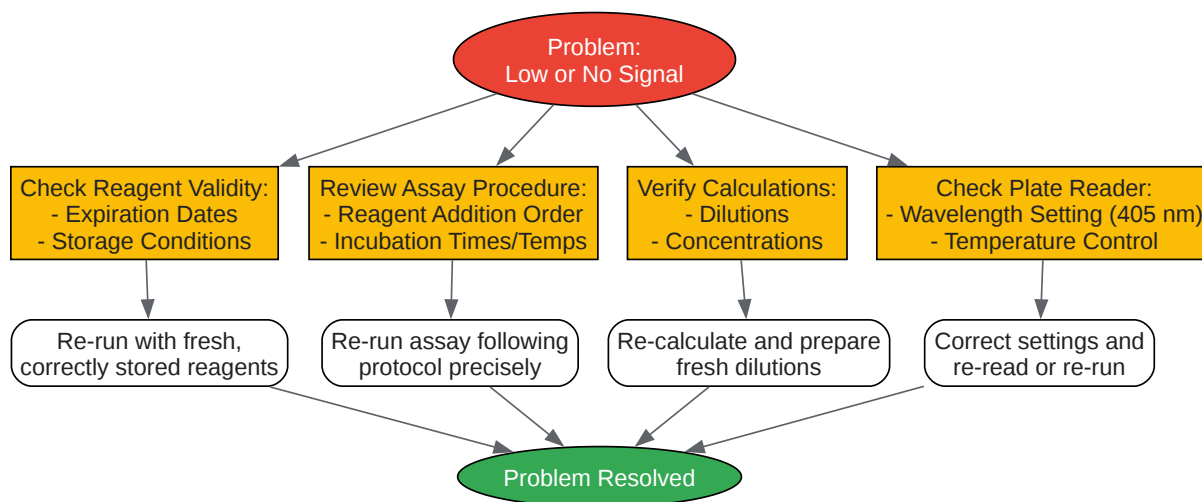 Problem:
Low or No Signal
Check Reagent Validity:
- Expiration Dates
- Storage Conditions
Review Assay Procedure:
- Reagent Addition Order
- Incubation Times/Temps
Verify Calculations:
- Dilutions
- Concentrations
Check Plate Reader:
- Wavelength Setting (405 nm)
- Temperature Control
Re-run with fresh,
correctly stored reagents
Re-run assay following
protocol precisely
Re-calculate and prepare
fresh dilutions
Correct settings and
re-read or re-run
Problem Resolved